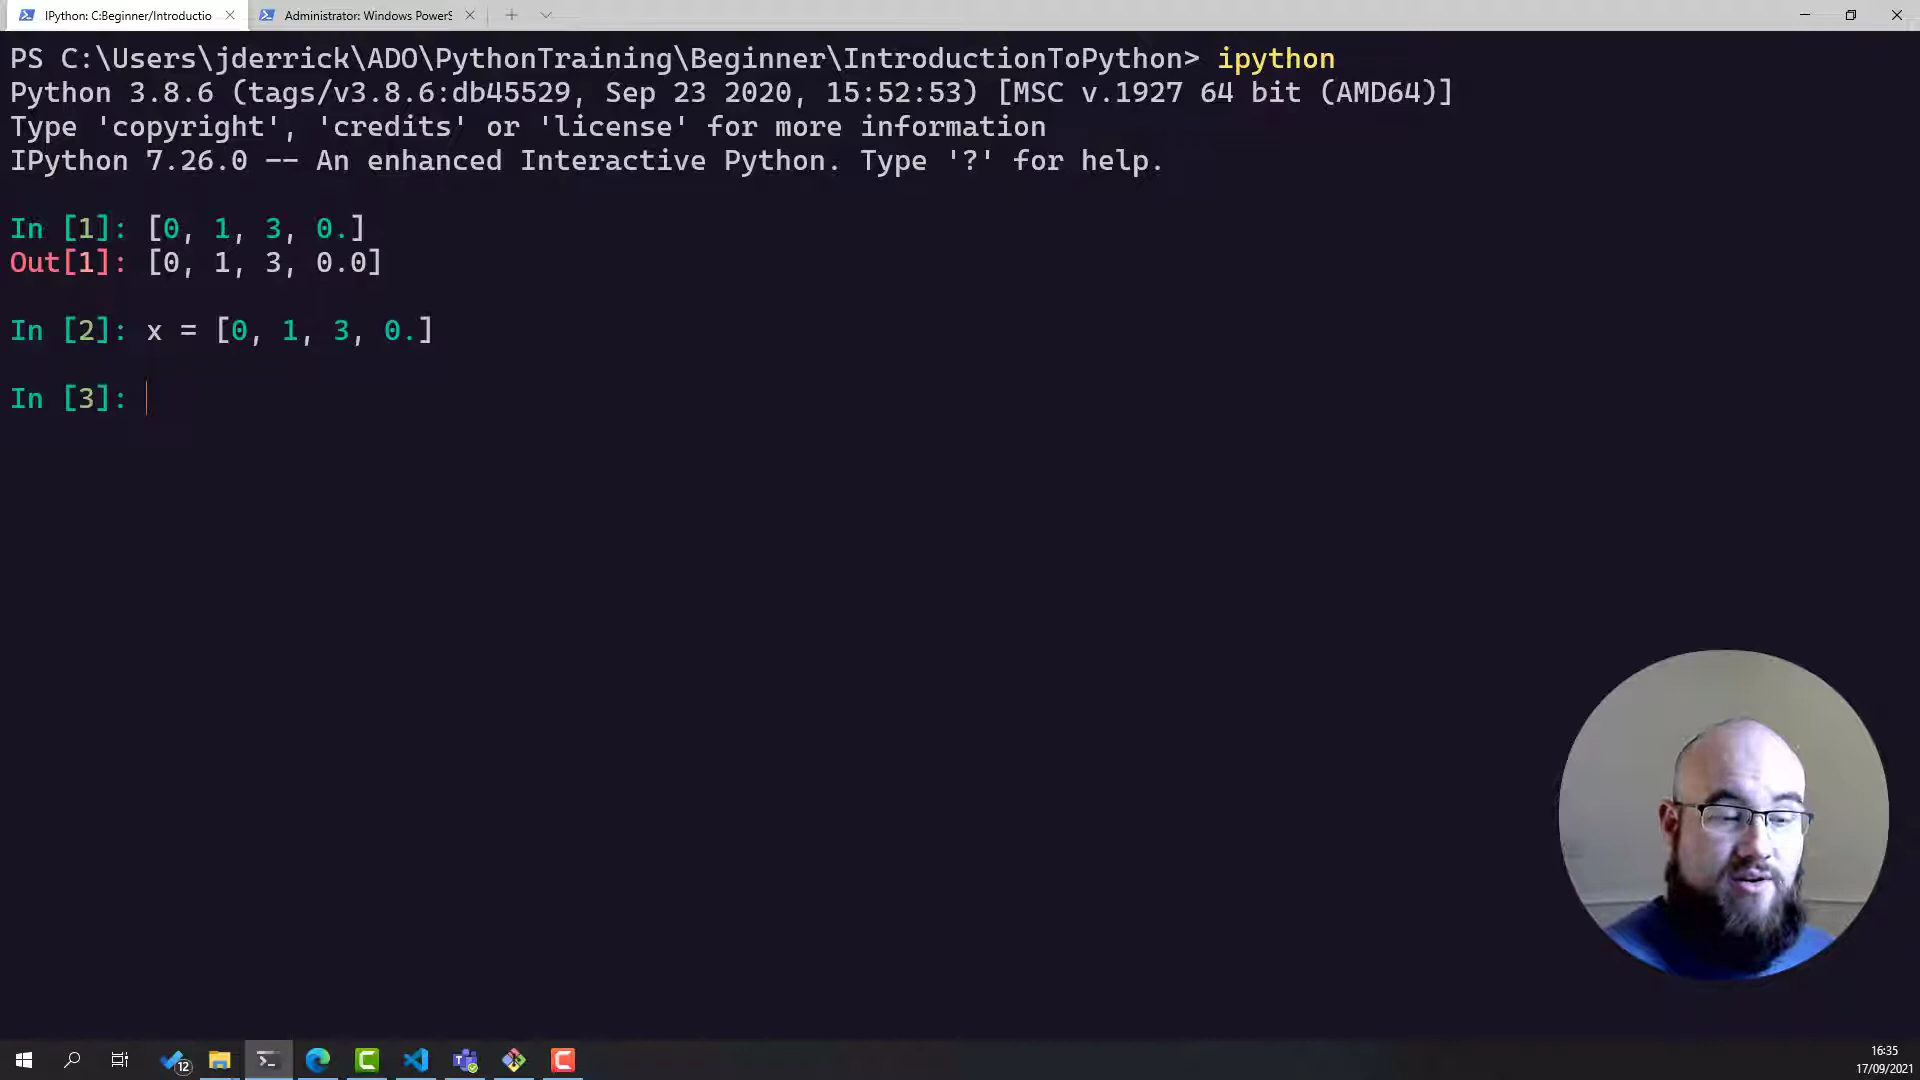 IPython: C:Beginner/Introductio
Administrator: Windows PowerS
PS C:\Users\jderrick\ADO\PythonTraining\Beginner\IntroductionToPython> ipython
Python 3.8.6 (tags/v3.8.6:db45529, Sep 23 2020, 15:52:53) [MSC v.1927 64 bit (AMD64)]
Type 'copyright', 'credits' or 'license' for more information
IPython 7.26.0 -- An enhanced Interactive Python. Type '?' for help.
In [1]: [0, 1, 3, 0.]
Out[1]: [0, 1, 3, 0.0]
In [2]: x = [0, 1, 3, 0.]
In [3]:
12
16:35
17/09/2021